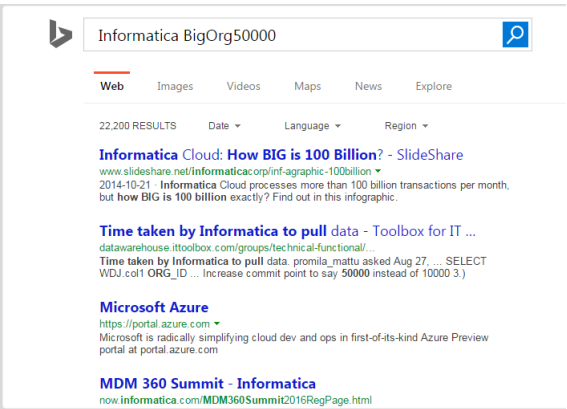 Informatica BigOrg50000
Web Images Videos Maps News Explore
22,200 RESULTS Date Language Region
Informatica Cloud: How BIG is 100 Billion? - SlideShare
www.slideshare.net/informaticacorp/inf-agraphic-100billion
2014-10-21 · Informatica Cloud processes more than 100 billion transactions per month,
but how BIG is 100 billion exactly? Find out in this infographic.
Time taken by Informatica to pull data - Toolbox for IT ...
datawarehouse.ittoolbox.com/groups/technical-functional/...
Time taken by Informatica to pull data. promila_mattu asked Aug 27, ... SELECT
WDJ.col1 ORG_ID ... Increase commit point to say 50000 instead of 10000 3.)
Microsoft Azure
https://portal.azure.com
Microsoft is radically simplifying cloud dev and ops in first-of-its-kind Azure Preview
portal at portal.azure.com
MDM 360 Summit - Informatica
now.informatica.com/MDM360Summit2016RegPage.html